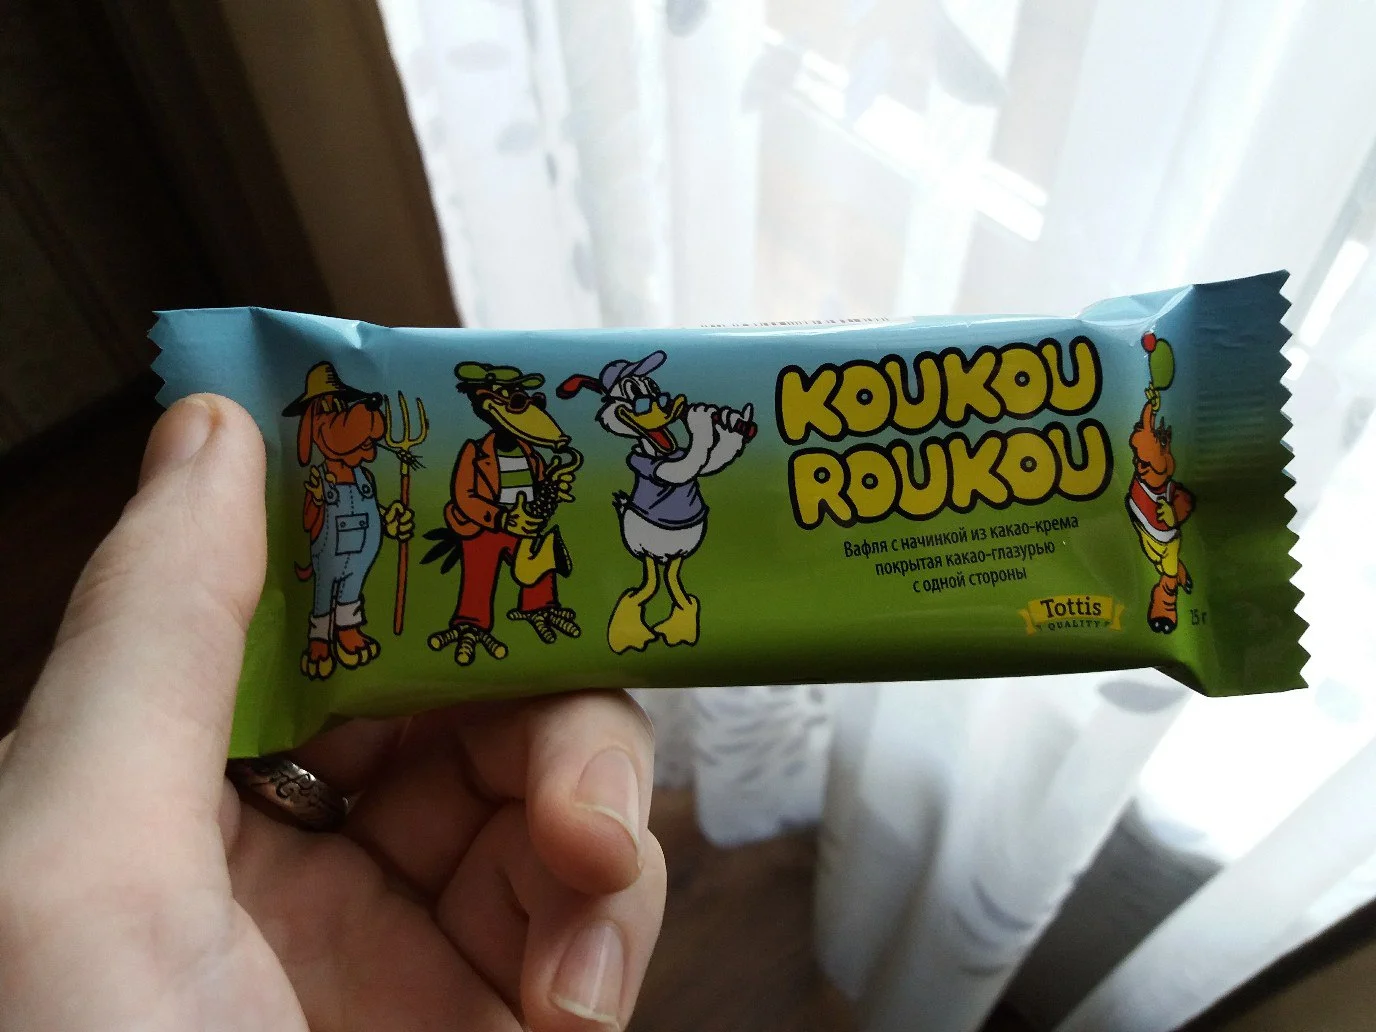 KOUKOU
ROUKOU
Вафля с начинкой из какао-крема
покрытая какао-глазурью
с одной стороны
Tottis
QUALITY
25 г